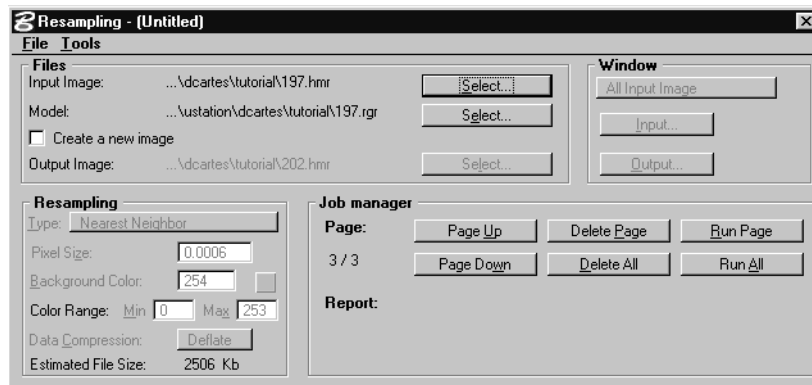 Resampling - (Untitled)
File Tools
Files
Input Image: ...\dcartes\tutorial\197.hmr Select...
Model: ...\ustation\dcartes\tutorial\197.rgr Select...
Create a new image
Output Image: ...\dcartes\tutorial\202.hmr Select...
Window
All Input Image
Input...
Output...
Resampling
Type: Nearest Neighbor
Pixel Size: 0.0006
Background Color: 254
Color Range: Min 0 Max 253
Data Compression: Deflate
Estimated File Size: 2506 Kb
Job manager
Page: Page Up Delete Page Run Page
3 / 3 Page Down Delete All Run All
Report: